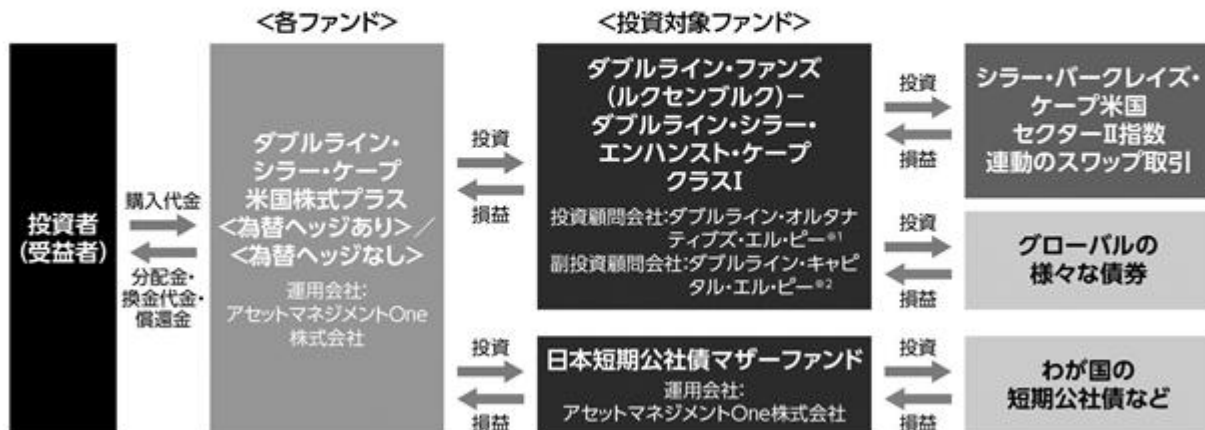 <各ファンド>
<投資対象ファンド>
投資者
(受益者)
購入代金
分配金・
換金代金・
償還金
ダブルライン・
シラー・ケープ
米国株式プラス
<為替ヘッジあり>/
<為替ヘッジなし>
運用会社:
アセットマネジメントOne
株式会社
投資
損益
ダブルライン・ファンズ
(ルクセンブルク)−
ダブルライン・シラー・
エンハンスト・ケープ
クラスI
投資顧問会社:ダブルライン・オルタナ
ティブズ・エル・ピー※1
副投資顧問会社:ダブルライン・キャピ
タル・エル・ピー※2
投資
損益
シラー・バークレイズ・
ケープ米国
セクターII指数
連動のスワップ取引
投資
損益
グローバルの
様々な債券
投資
損益
日本短期公社債マザーファンド
運用会社:
アセットマネジメントOne株式会社
投資
損益
わが国の
短期公社債など